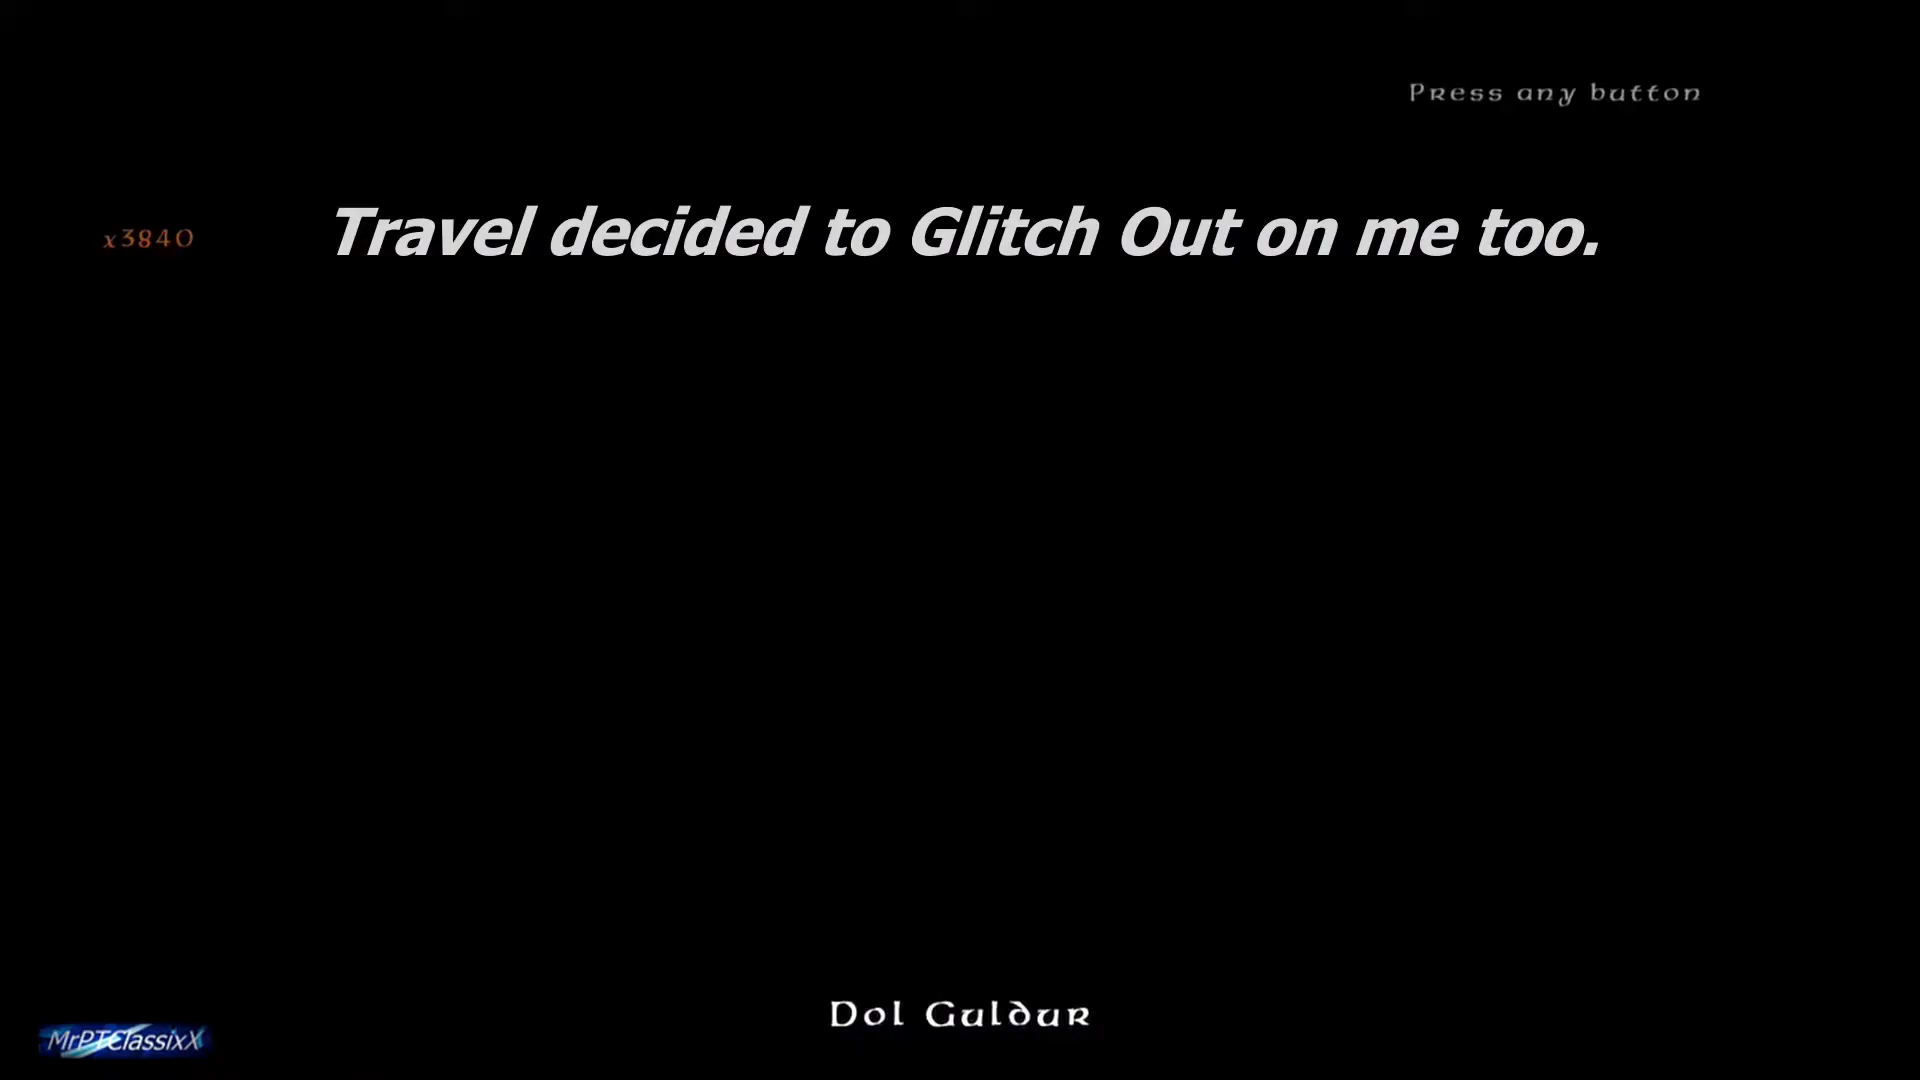 Press any button
x3840
Travel decided to Glitch Out on me too.
Dol Guldur
MrPTClassixX